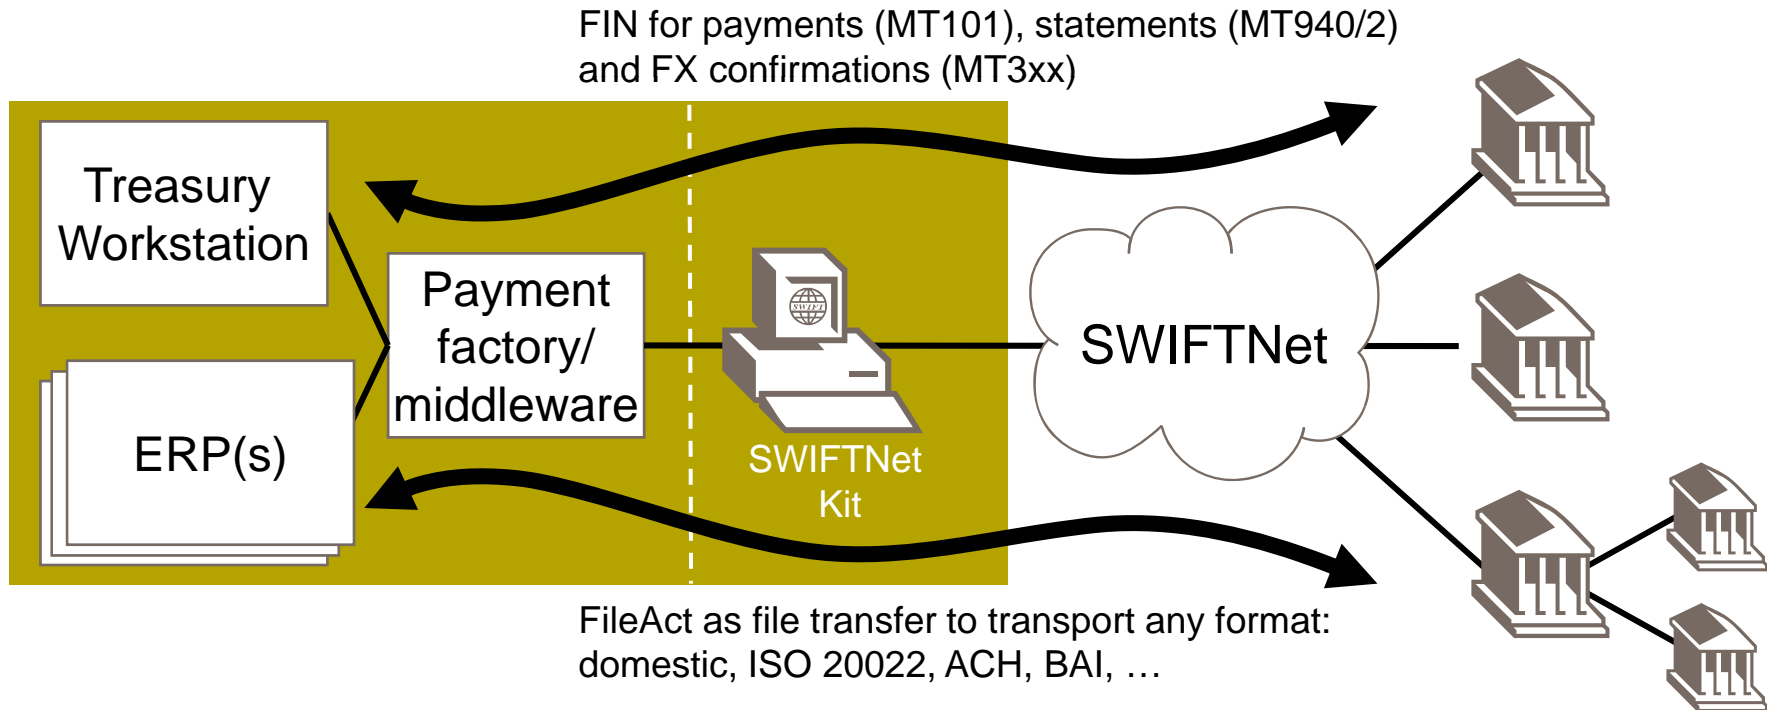 FIN for payments (MT101), statements (MT940/2)
and FX confirmations (MT3xx)
Treasury
Workstation
Payment
factory/
middleware
ERP(s)
SWIFT
SWIFTNet
Kit
SWIFTNet
FileAct as file transfer to transport any format:
domestic, ISO 20022, ACH, BAI, …